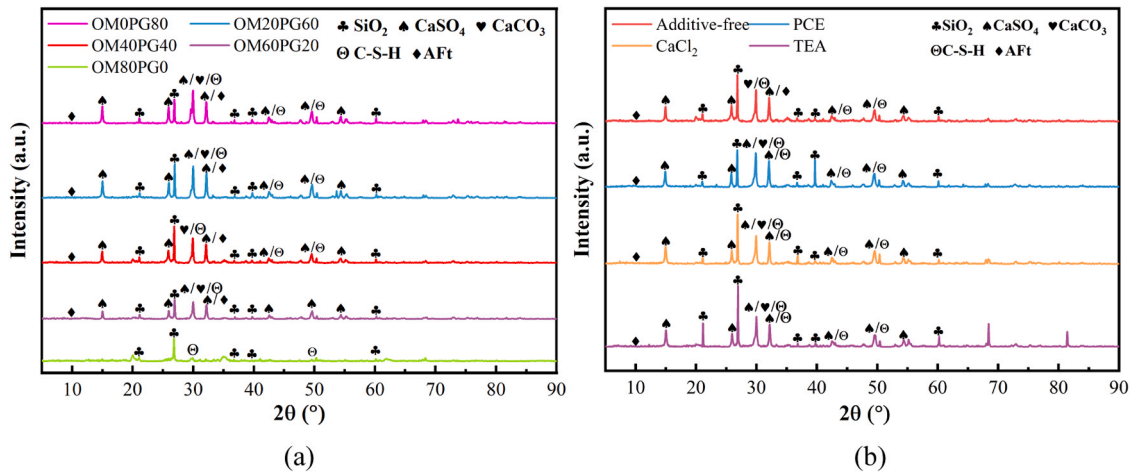 OM0PG80 OM20PG60 ♣SiO₂ ♠CaSO₄ ♥CaCO₃
OM40PG40 OM60PG20 ΘC-S-H ♦AFt
OM80PG0
♠/♥/Θ
♠ ♠ ♣ ♠/♦
♦ ♣ ♣ ♣ ♠/Θ ♠/Θ ♠ ♣
♣ ♠/♥/Θ
♠ ♠ ♠/♦
♦ ♣ ♣ ♣ ♠/Θ ♠/Θ ♠ ♣
♣ ♥/Θ
♠ ♠ ♠/♦
♦ ♣ ♣ ♣ ♠/Θ ♠/Θ ♠ ♣
♣ ♠/♥/Θ
♠ ♠ ♠/♦
♦ ♣ ♣ ♣ ♠ ♠ ♠ ♣
♣
♣ Θ ♣ ♣ Θ ♣
Intensity (a.u.)
10 20 30 40 50 60 70 80 90
2θ (°)
(a)
Additive-free PCE ♣SiO₂ ♠CaSO₄ ♥CaCO₃
CaCl₂ TEA ΘC-S-H ♦AFt
♣ ♥/Θ
♠ ♠ ♠/♦
♦ ♣ ♣ ♣ ♠/Θ ♠/Θ ♠ ♣
♣ ♠/♥/Θ
♠ ♠ ♠/Θ ♣
♦ ♣ ♣ ♠/Θ ♠/Θ ♠ ♣
♣ ♠/♥/Θ
♠ ♠ ♠/Θ
♦ ♣ ♣ ♣ ♠/Θ ♠/Θ ♠ ♣
♣ ♠/♥/Θ
♠ ♣ ♠ ♠/Θ
♦ ♣ ♣ ♠/Θ ♠/Θ ♠ ♣
Intensity (a.u.)
10 20 30 40 50 60 70 80 90
2θ (°)
(b)